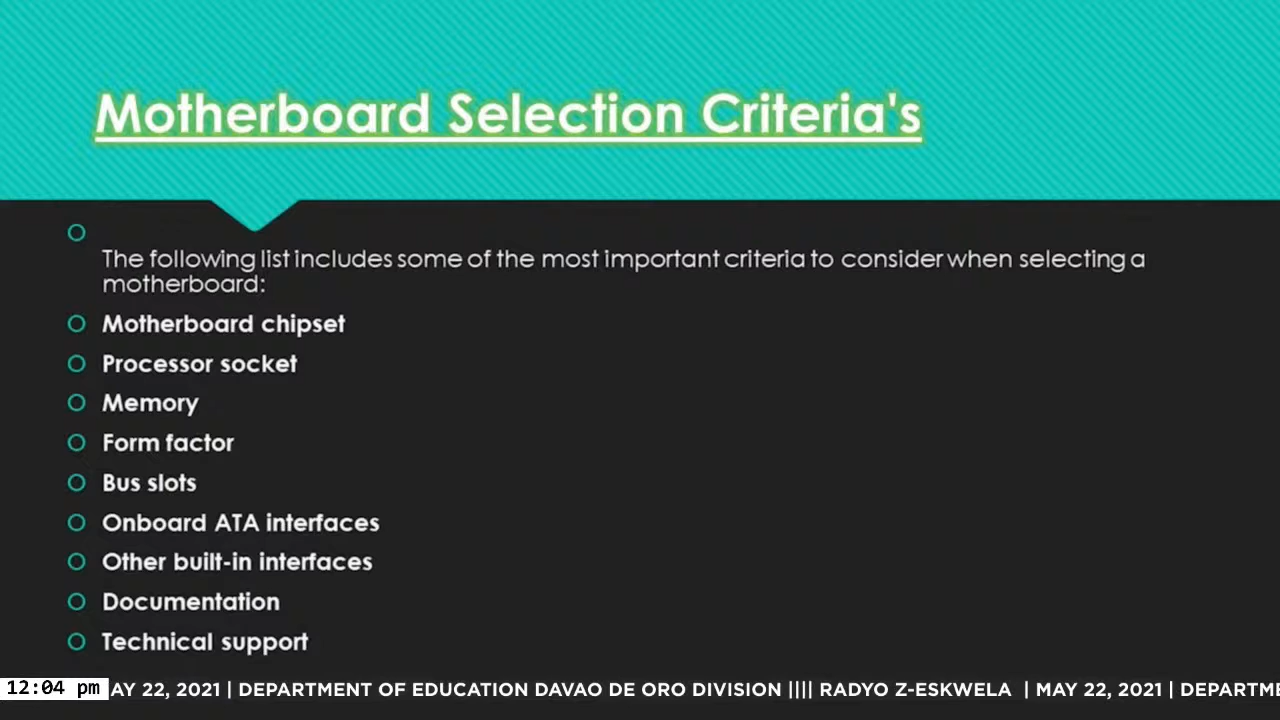 Motherboard Selection Criteria's
The following list includes some of the most important criteria to consider when selecting a
motherboard:
Motherboard chipset
Processor socket
Memory
Form factor
Bus slots
Onboard ATA interfaces
Other built-in interfaces
Documentation
Technical support
12:04 pm AY 22, 2021 | DEPARTMENT OF EDUCATION DAVAO DE ORO DIVISION |||| RADYO Z-ESKWELA | MAY 22, 2021 | DEPARTME